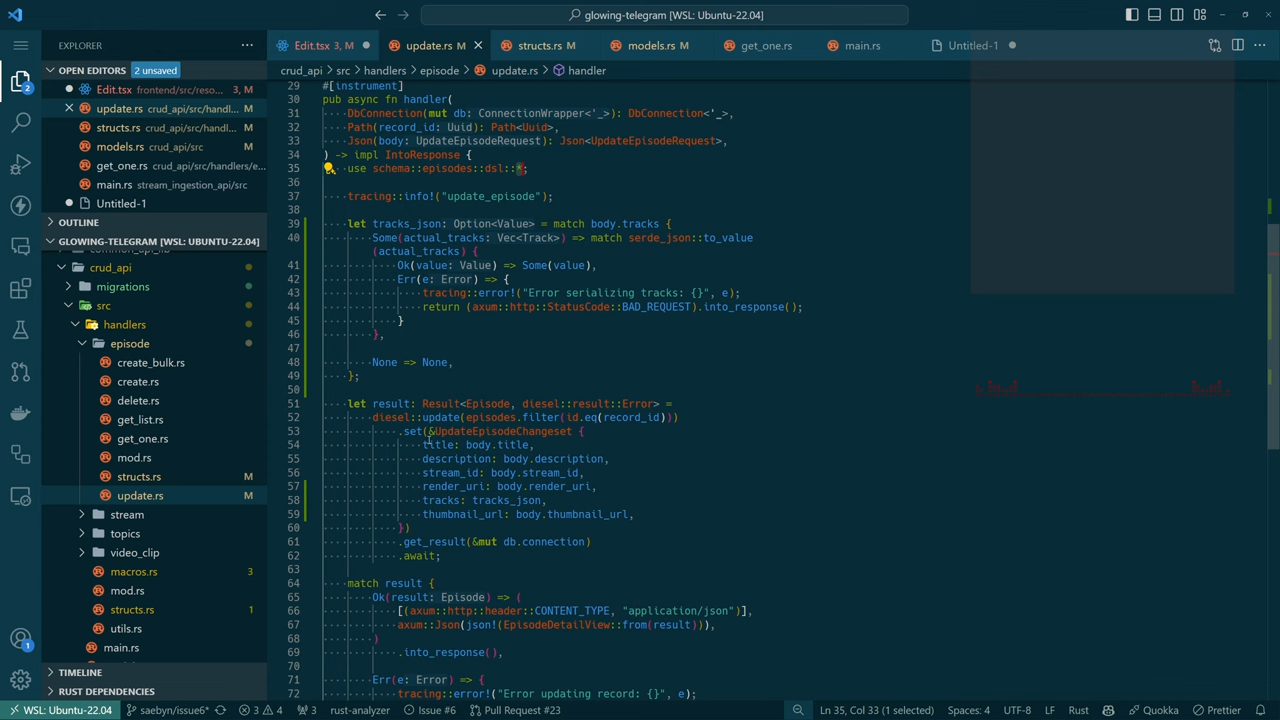 glowing-telegram [WSL: Ubuntu-22.04]
EXPLORER
Edit.tsx 3, M
update.rs M
structs.rs M
models.rs M
get_one.rs
main.rs
Untitled-1
crud_api > src > handlers > episode > update.rs > handler
OPEN EDITORS 2 unsaved
Edit.tsx frontend/src/reso... 3, M
update.rs crud_api/src/handl... M
structs.rs crud_api/src/handl... M
models.rs crud_api/src M
get_one.rs crud_api/src/handlers/e...
main.rs stream_ingestion_api/src
Untitled-1
OUTLINE
GLOWING-TELEGRAM [WSL: UBUNTU-22.04]
common_api_lib
crud_api
migrations
src
handlers
episode
create_bulk.rs
create.rs
delete.rs
get_list.rs
get_one.rs
mod.rs
structs.rs M
update.rs M
stream
topics
video_clip
macros.rs 3
mod.rs
structs.rs 1
utils.rs
main.rs
TIMELINE
RUST DEPENDENCIES
29 #[instrument]
30 pub async fn handler(
31 DbConnection(mut db: ConnectionWrapper<'_>): DbConnection<'_>,
32 Path(record_id: Uuid): Path<Uuid>,
33 Json(body: UpdateEpisodeRequest): Json<UpdateEpisodeRequest>,
34 ) -> impl IntoResponse {
35 use schema::episodes::dsl::*;
36
37 tracing::info!("update_episode");
38
39 let tracks_json: Option<Value> = match body.tracks {
40 Some(actual_tracks: Vec<Track>) => match serde_json::to_value
(actual_tracks) {
41 Ok(value: Value) => Some(value),
42 Err(e: Error) => {
43 tracing::error!("Error serializing tracks: {}", e);
44 return (axum::http::StatusCode::BAD_REQUEST).into_response();
45 }
46 },
47
48 None => None,
49 };
50
51 let result: Result<Episode, diesel::result::Error> =
52 diesel::update(episodes.filter(id.eq(record_id)))
53 .set(&UpdateEpisodeChangeset {
54 title: body.title,
55 description: body.description,
56 stream_id: body.stream_id,
57 render_uri: body.render_uri,
58 tracks: tracks_json,
59 thumbnail_url: body.thumbnail_url,
60 })
61 .get_result(&mut db.connection)
62 .await;
63
64 match result {
65 Ok(result: Episode) => (
66 [(axum::http::header::CONTENT_TYPE, "application/json")],
67 axum::Json(json!(EpisodeDetailView::from(result))),
68 )
69 .into_response(),
70
71 Err(e: Error) => {
72 tracing::error!("Error updating record: {}", e);
2
1
WSL: Ubuntu-22.04 saebyn/issue6* 3 4 3 rust-analyzer Issue #6 Pull Request #23 Ln 35, Col 33 (1 selected) Spaces: 4 UTF-8 LF Rust Quokka Prettier